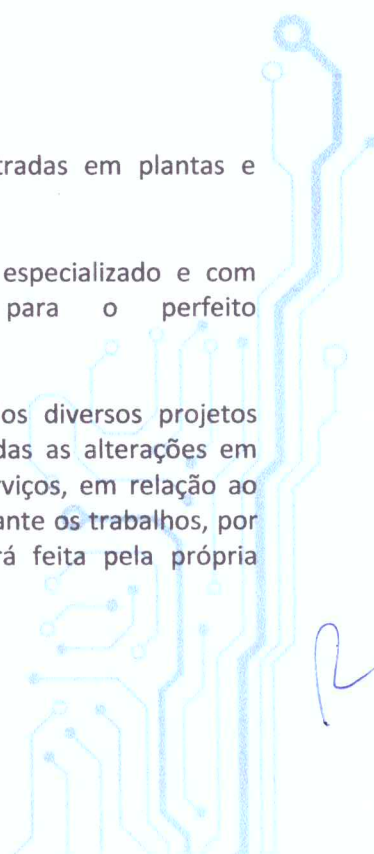 tradas em plantas e
especializado e com
para o perfeito
os diversos projetos
das as alterações em
rviços, em relação ao
ante os trabalhos, por
rá feita pela própria